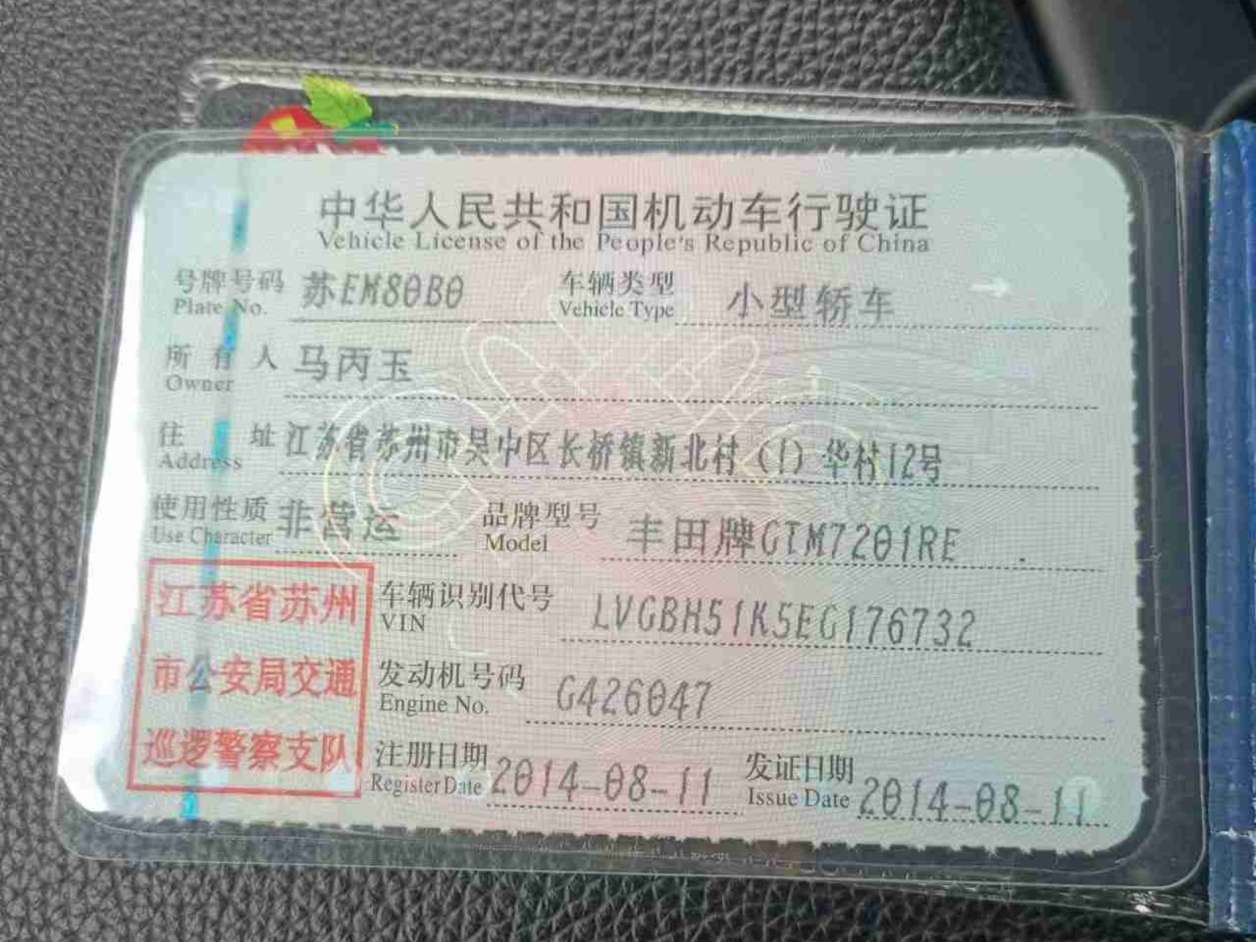 中华人民共和国机动车行驶证
Vehicle License of the People's Republic of China
号牌号码 苏EM80B0 车辆类型 小型轿车
Plate No. Vehicle Type
所有人 马丙玉
Owner
住址 江苏省苏州市吴中区长桥镇新北村（1）华村12号
Address
使用性质 非营运 品牌型号 丰田牌GTM7201RE
Use Character Model
江苏省苏州
市公安局交通
巡逻警察支队
车辆识别代号 LVGBH51K5EG176732
VIN
发动机号码 G426047
Engine No.
注册日期 2014-08-11 发证日期 2014-08-11
Register Date Issue Date